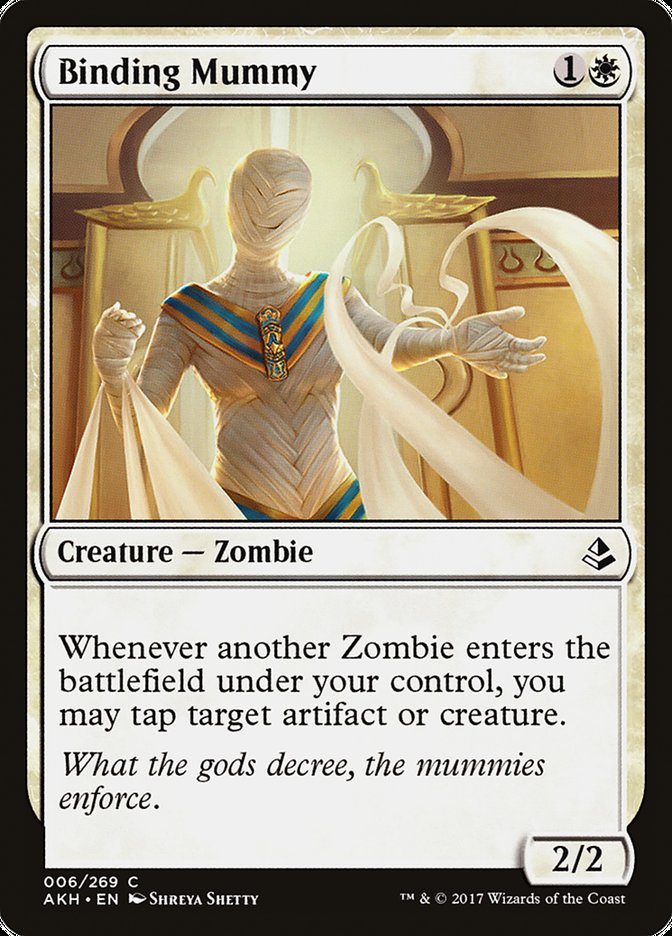 Binding Mummy 1
Creature — Zombie
Whenever another Zombie enters the
battlefield under your control, you
may tap target artifact or creature.
What the gods decree, the mummies
enforce.
2/2
006/269 C
AKH • EN Shreya Shetty
™ & © 2017 Wizards of the Coast